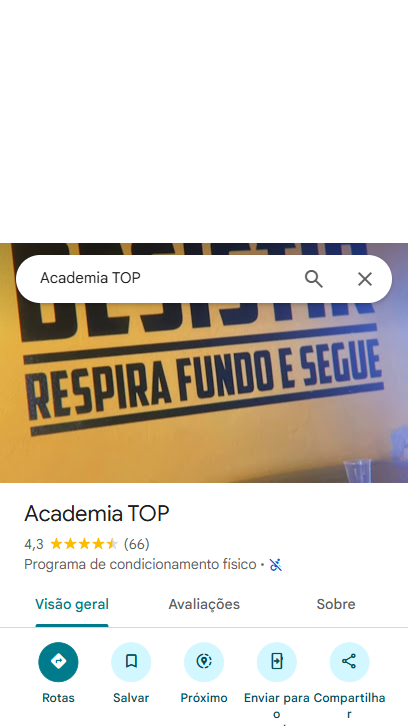 Academia TOP
RESPIRA FUNDO E SEGUE
Academia TOP
4,3 (66)
Programa de condicionamento físico ·
Visão geral Avaliações Sobre
Rotas Salvar Próximo Enviar para o Compartilhar